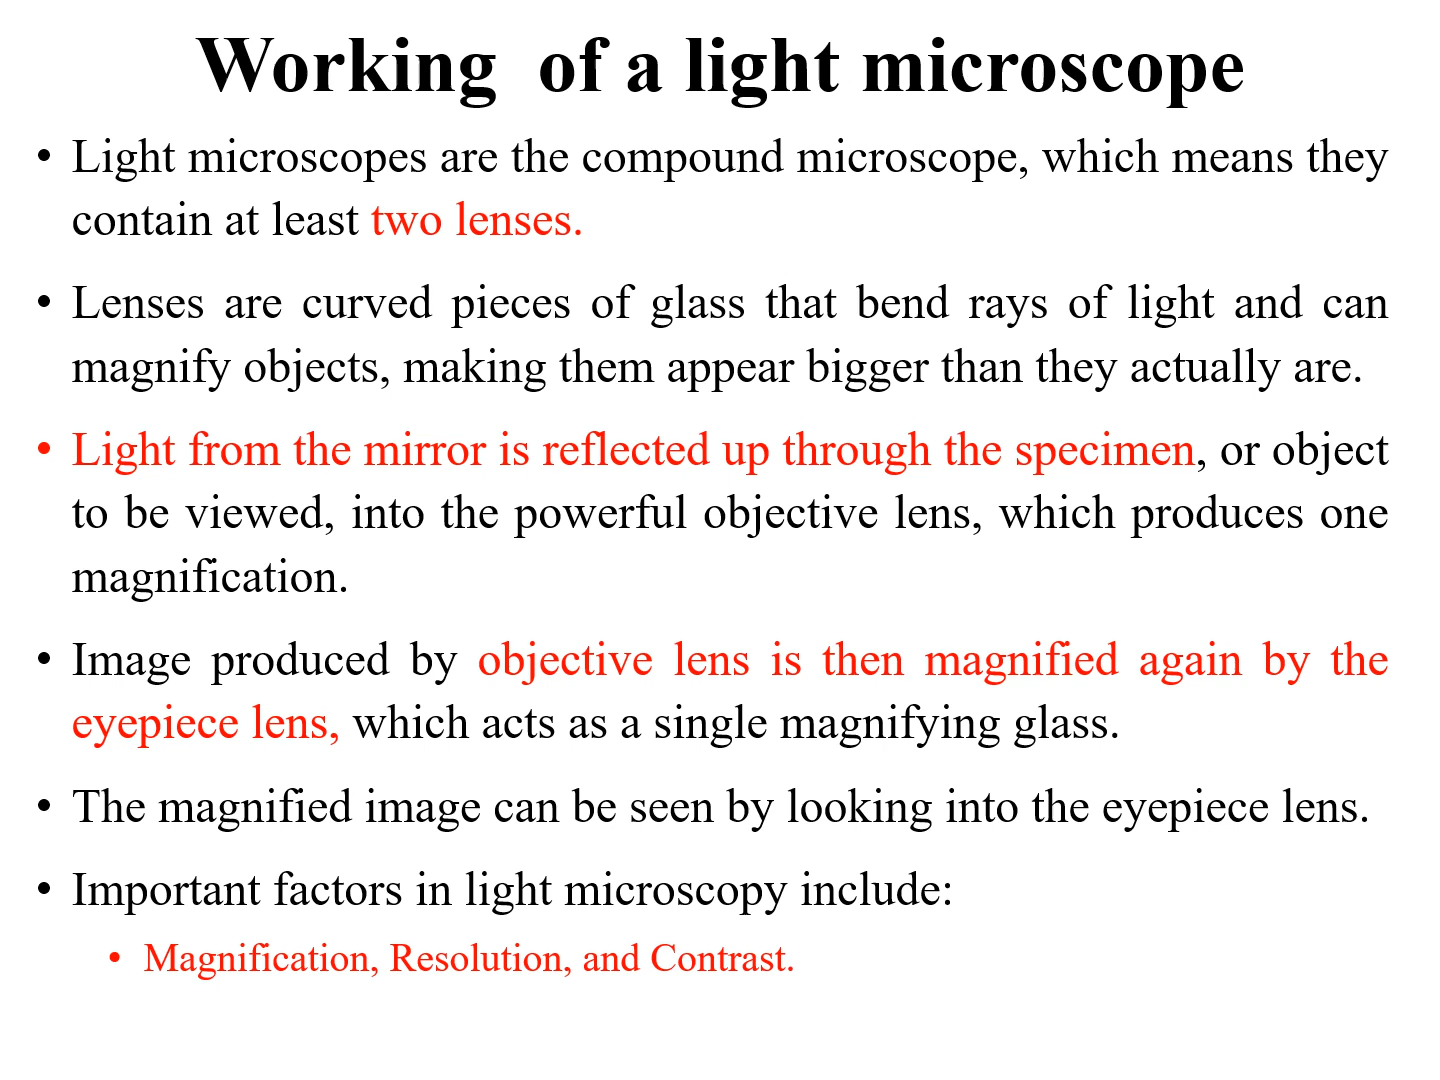 Working  of a light microscope
• Light microscopes are the compound microscope, which means they
contain at least two lenses.
• Lenses are curved pieces of glass that bend rays of light and can
magnify objects, making them appear bigger than they actually are.
• Light from the mirror is reflected up through the specimen, or object
to be viewed, into the powerful objective lens, which produces one
magnification.
• Image produced by objective lens is then magnified again by the
eyepiece lens, which acts as a single magnifying glass.
• The magnified image can be seen by looking into the eyepiece lens.
• Important factors in light microscopy include:
• Magnification, Resolution, and Contrast.